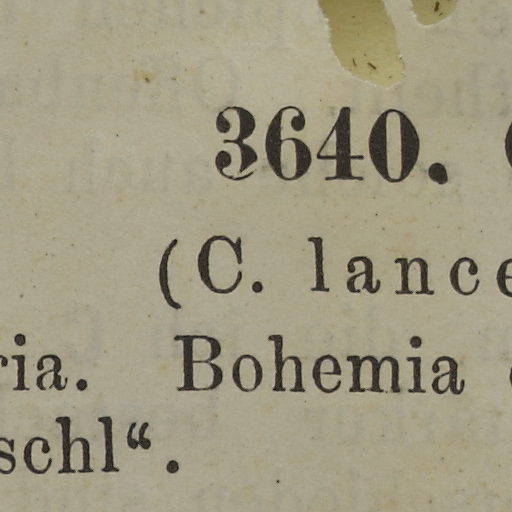 3640.
(C. lance
ria. Bohemia
schl“.